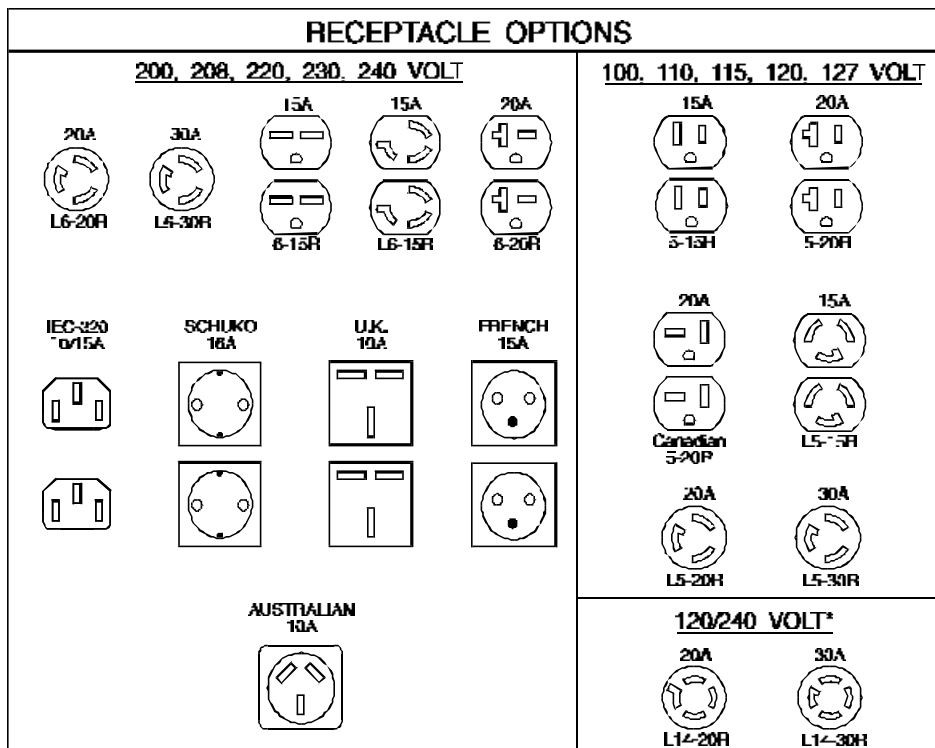 RECEPTACLE OPTIONS
200, 208, 220, 230, 240 VOLT
20A
L6-20R
30A
L6-30R
15A
6-15R
15A
L6-15R
20A
6-20R
IEC-320
10/15A
SCHUKO
16A
U.K.
13A
FRENCH
15A
AUSTRALIAN
10A
100, 110, 115, 120, 127 VOLT
15A
5-15R
20A
5-20R
20A
Canadian
5-20R
15A
L5-15R
20A
L5-20R
30A
L5-30R
120/240 VOLT*
20A
L14-20R
30A
L14-30R